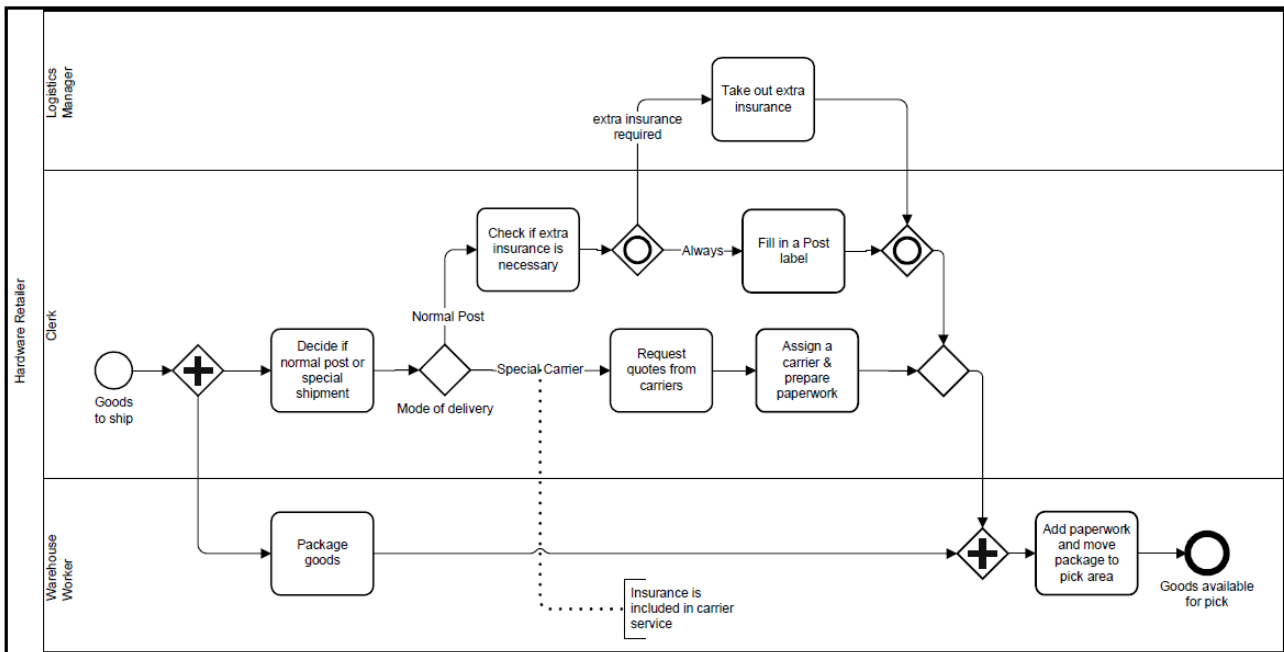 Hardware Retailer
Logistics
Manager
Take out extra
insurance
extra insurance
required
Clerk
Check if extra
insurance is
necessary
Always
Fill in a Post
label
Normal Post
Goods
to ship
Decide if
normal post or
special
shipment
Mode of delivery
Special Carrier
Request
quotes from
carriers
Assign a
carrier &
prepare
paperwork
Warehouse
Worker
Package
goods
Insurance is
included in carrier
service
Add paperwork
and move
package to
pick area
Goods available
for pick